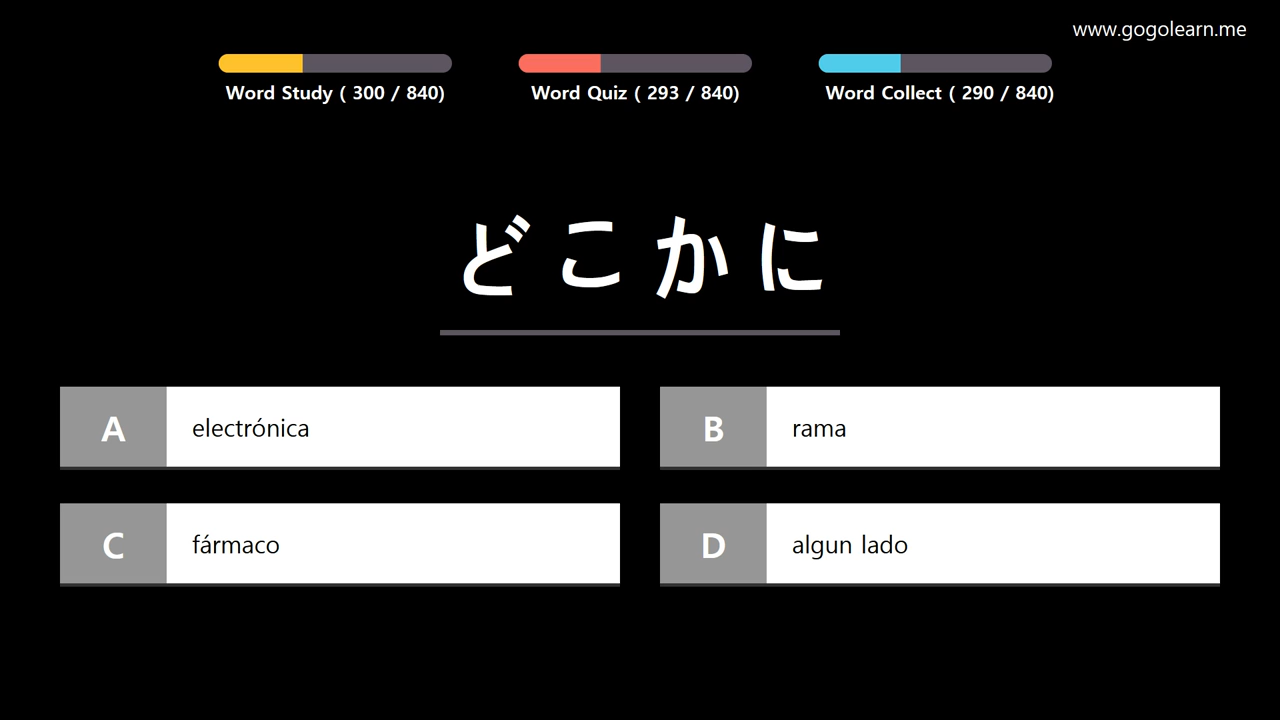 www.gogolearn.me
Word Study ( 300 / 840)
Word Quiz ( 293 / 840)
Word Collect ( 290 / 840)
どこかに
A electrónica
B rama
C fármaco
D algun lado